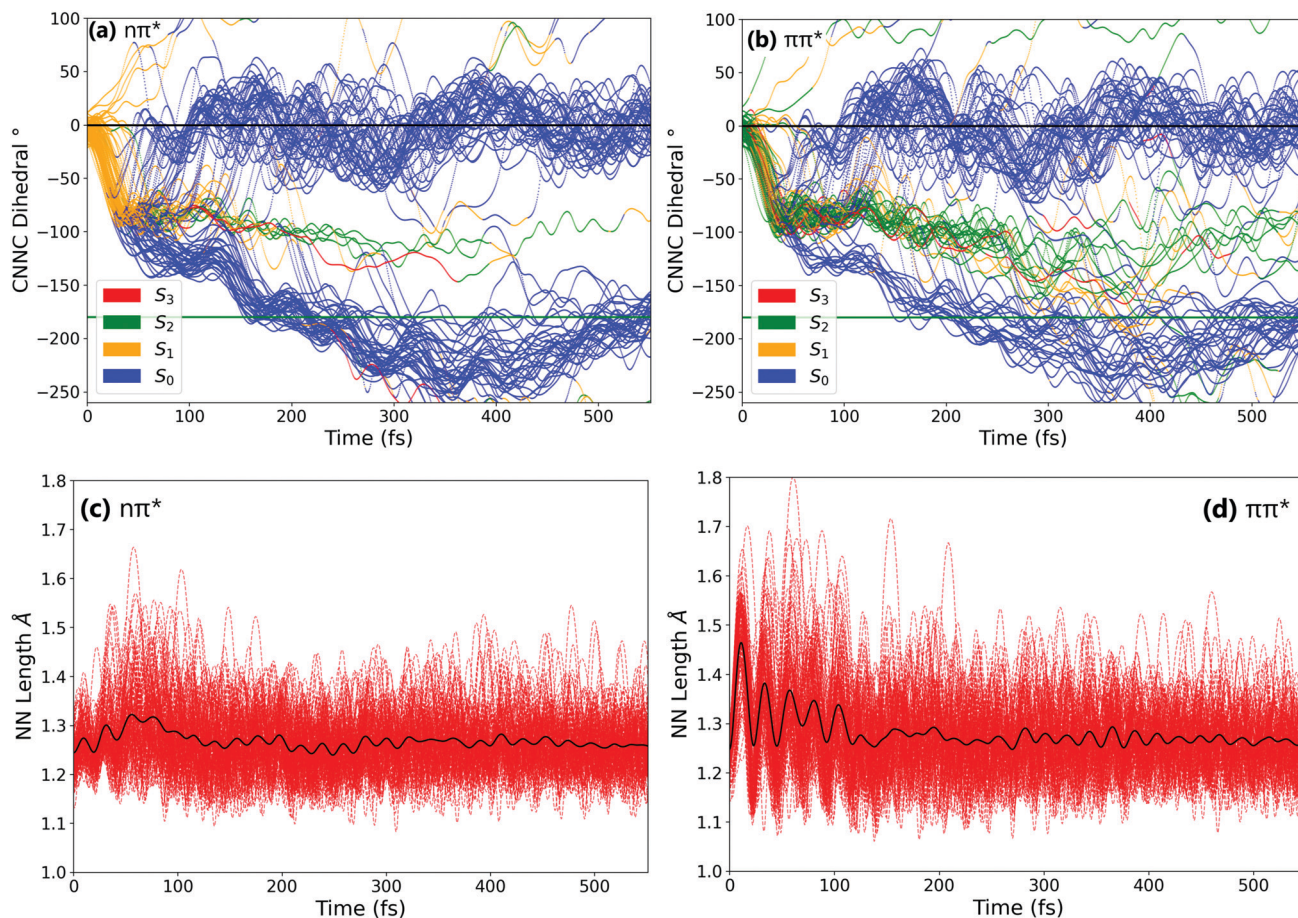 (a) nπ*
CNNC Dihedral °
100
50
0
−50
−100
−150
−200
−250
S3
S2
S1
S0
0 100 200 300 400 500
Time (fs)
(b) ππ*
CNNC Dihedral °
100
50
0
−50
−100
−150
−200
−250
S3
S2
S1
S0
0 100 200 300 400 500
Time (fs)
(c) nπ*
NN Length Å
1.8
1.7
1.6
1.5
1.4
1.3
1.2
1.1
1.0
0 100 200 300 400 500
Time (fs)
(d) ππ*
NN Length Å
1.8
1.7
1.6
1.5
1.4
1.3
1.2
1.1
1.0
0 100 200 300 400 500
Time (fs)